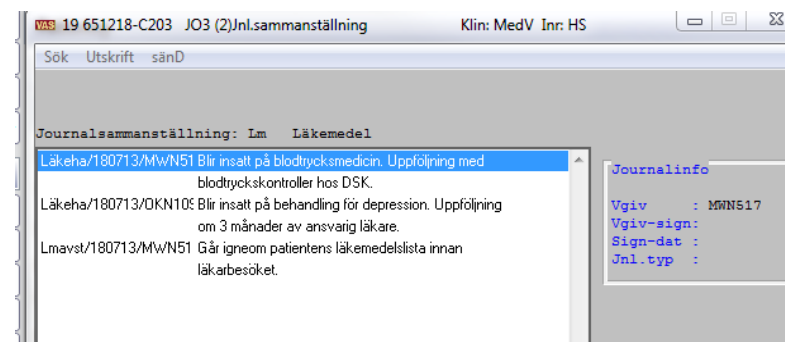 VAS 19 651218-C203 JO3 (2)Jnl.sammanställning Klin: MedV Inr: HS
Sök Utskrift sänD
Journalsammanställning: Lm Läkemedel
Läkeha/180713/MWN51 Blir insatt på blodtrycksmedicin. Uppföljning med
blodtryckskontroller hos DSK.
Läkeha/180713/OKN109 Blir insatt på behandling för depression. Uppföljning
om 3 månader av ansvarig läkare.
Lmavst/180713/MWN51 Går igneom patientens läkemedelslista innan
läkarbesöket.
Journalinfo
Vgiv : MWN517
Vgiv-sign:
Sign-dat :
Jnl.typ :